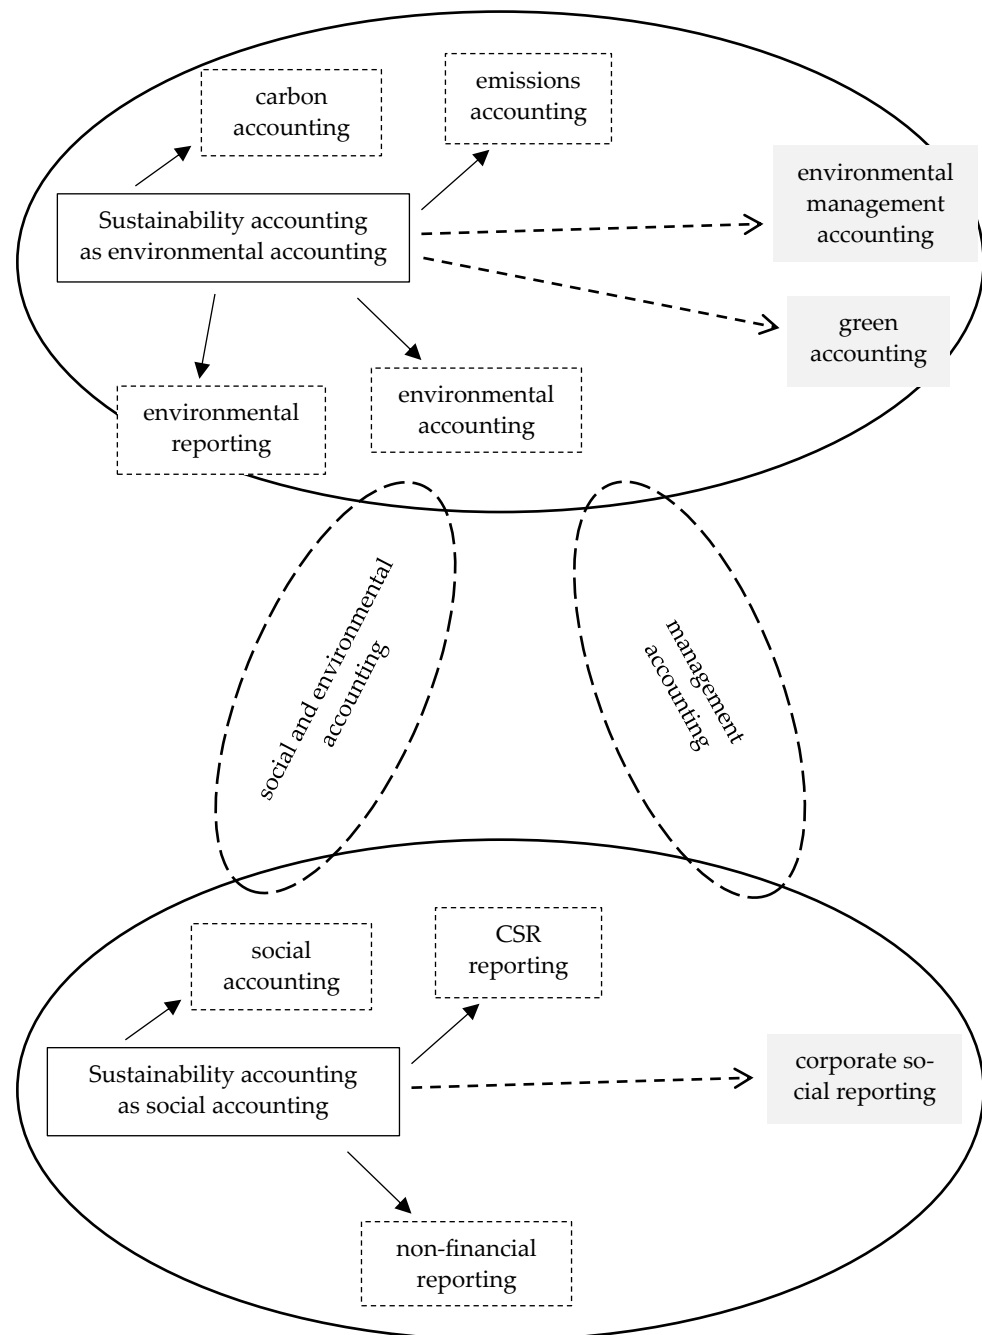 carbon
accounting
emissions
accounting
environmental
management
accounting
Sustainability accounting
as environmental accounting
green
accounting
environmental
reporting
environmental
accounting
social and environmental
accounting
management
accounting
social
accounting
CSR
reporting
Sustainability accounting
as social accounting
corporate so-
cial reporting
non-financial
reporting